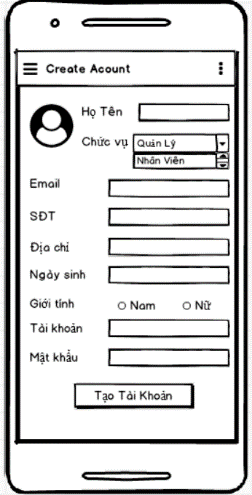 Create Acount
Họ Tên
Chức vụ Quản Lý
Nhân Viên
Email
SĐT
Địa chỉ
Ngày sinh
Giới tính Nam Nữ
Tài khoản
Mật khẩu
Tạo Tài Khoản